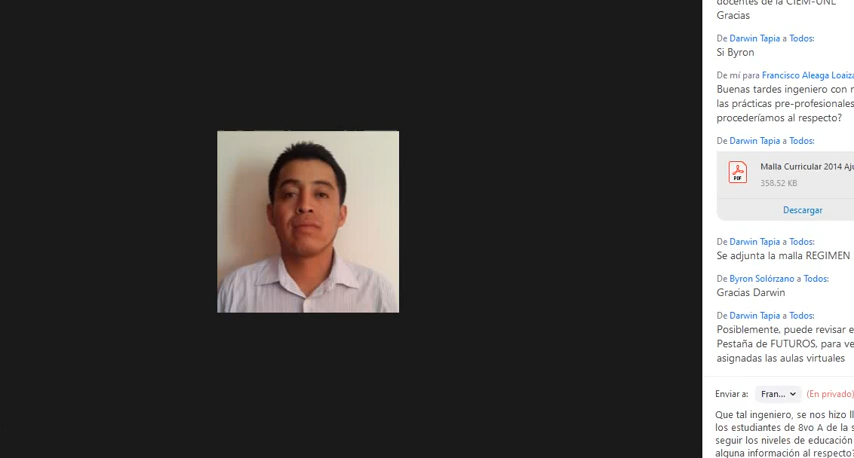 docentes de la CIEM-UNL
Gracias
De Darwin Tapia a Todos:
Si Byron
De mí para Francisco Aleaga Loaiza
Buenas tardes ingeniero con r
las prácticas pre-profesionales
procederíamos al respecto?
De Darwin Tapia a Todos:
Malla Curricular 2014 Aju
PDF
358.52 KB
Descargar
De Darwin Tapia a Todos:
Se adjunta la malla REGIMEN
De Byron Solórzano a Todos:
Gracias Darwin
De Darwin Tapia a Todos:
Posiblemente, puede revisar e
Pestaña de FUTUROS, para ve
asignadas las aulas virtuales
Enviar a: Fran... (En privado)
Que tal ingeniero, se nos hizo ll
los estudiantes de 8vo A de la s
seguir los niveles de educación
alguna información al respecto?